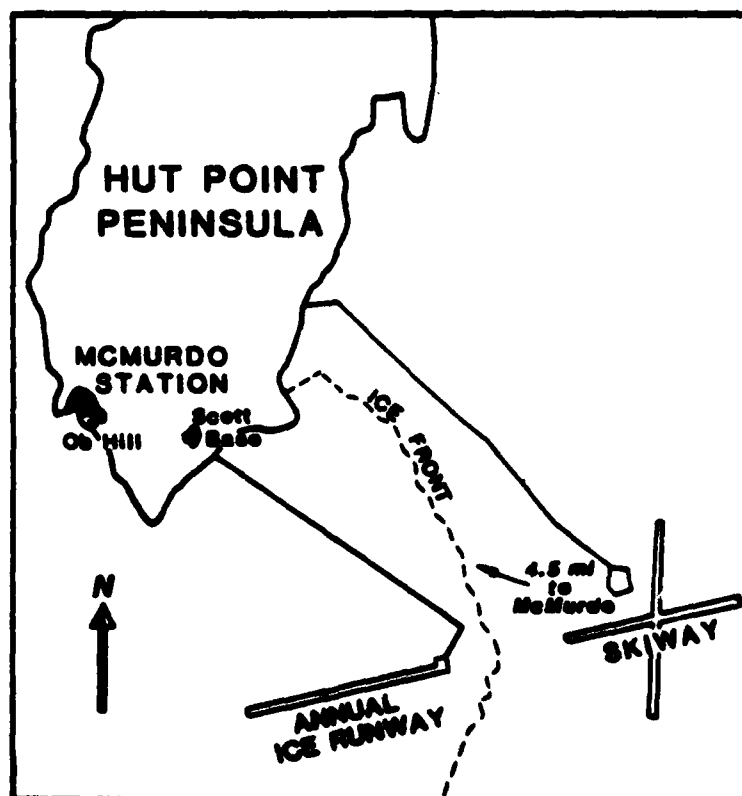 HUT POINT
PENINSULA
MCMURDO
STATION
Scott
Base
Ob Hill
ICE FRONT
4.5 mi
to
McMurdo
N
SKIWAY
ANNUAL
ICE RUNWAY